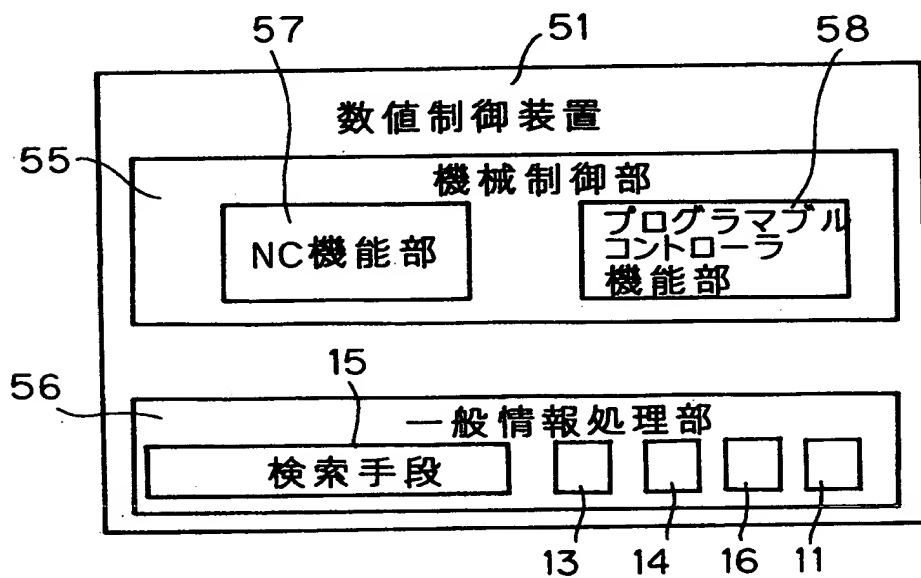 57
51
58
数値制御装置
55
機械制御部
NC機能部
プログラマブル
コントローラ
機能部
56
15
一般情報処理部
検索手段
13
14
16
11